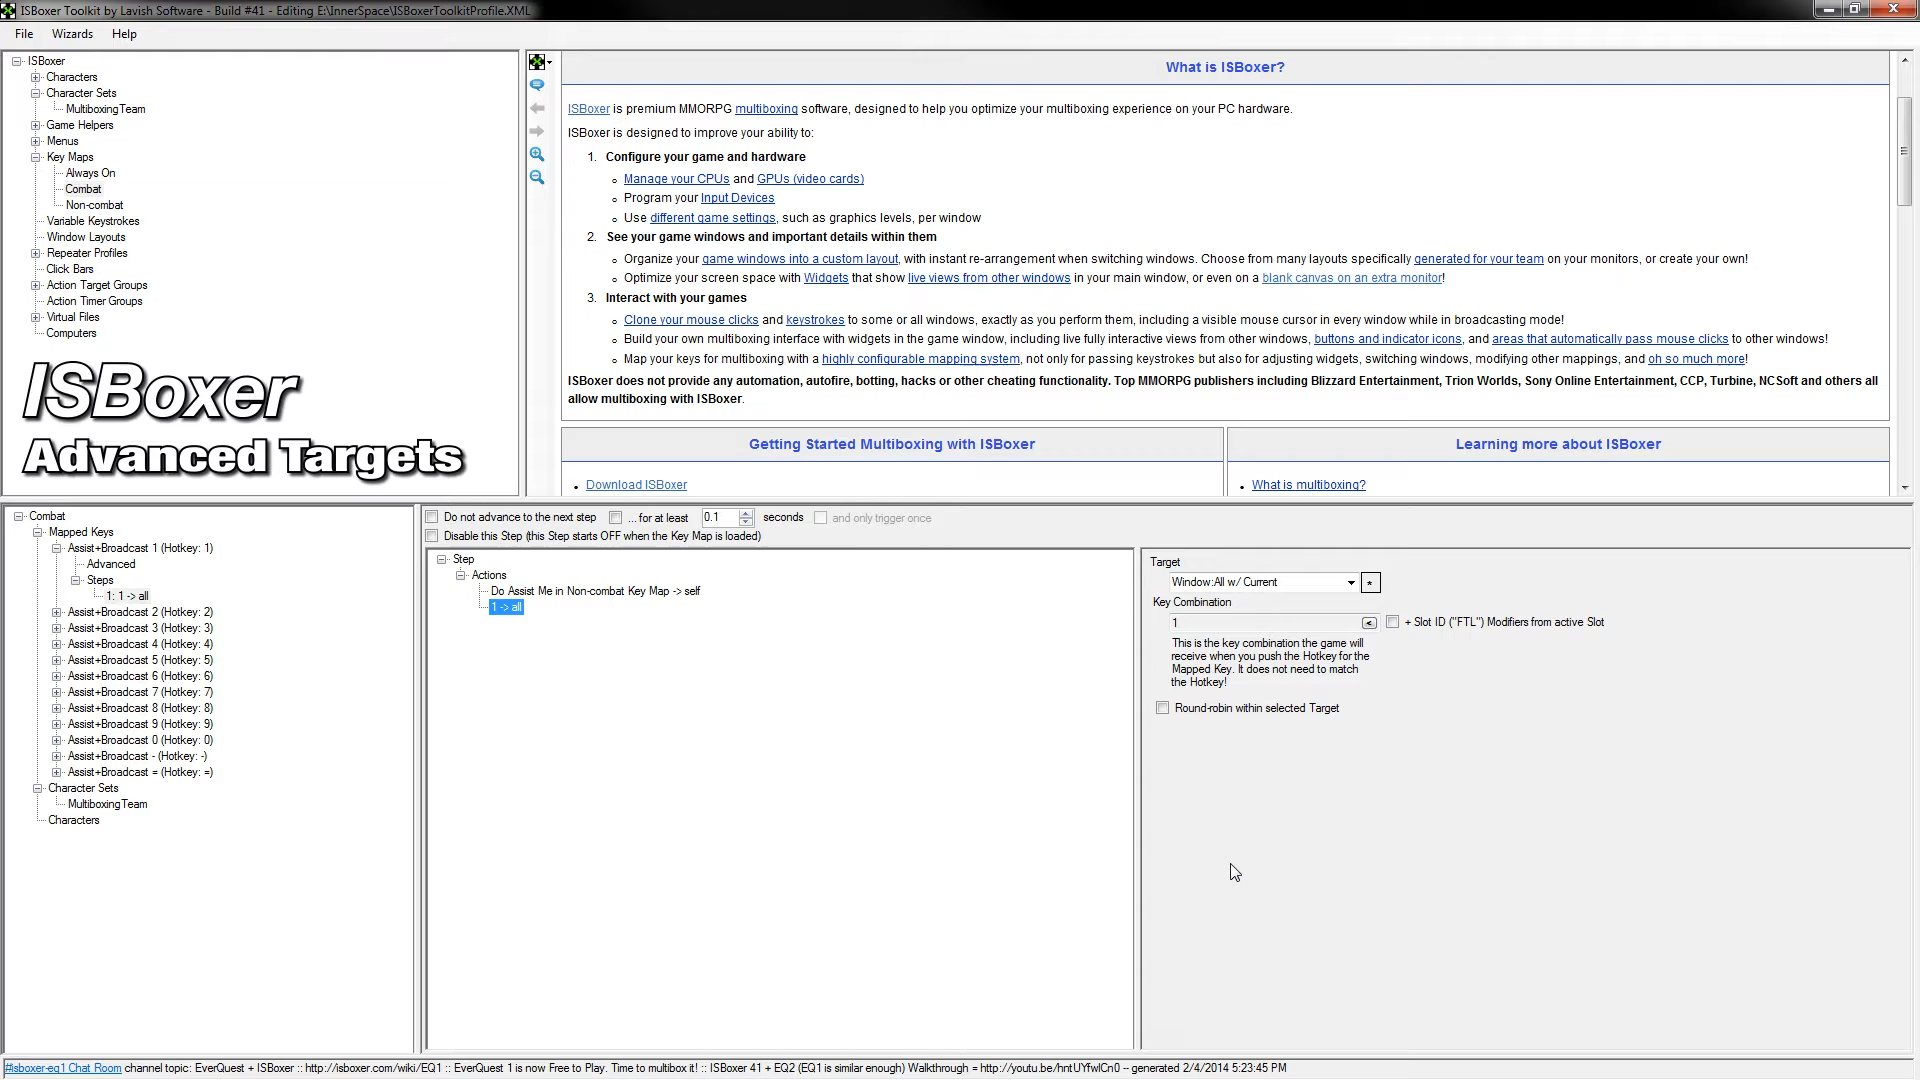 ISBoxer Toolkit by Lavish Software - Build #41 - Editing E:\InnerSpace\ISBoxerToolkitProfile.XML
File Wizards Help
ISBoxer
Characters
Character Sets
MultiboxingTeam
Game Helpers
Menus
Key Maps
Always On
Combat
Non-combat
Variable Keystrokes
Window Layouts
Repeater Profiles
Click Bars
Action Target Groups
Action Timer Groups
Virtual Files
Computers
ISBoxer
Advanced Targets
What is ISBoxer?
ISBoxer is premium MMORPG multiboxing software, designed to help you optimize your multiboxing experience on your PC hardware.
ISBoxer is designed to improve your ability to:
1. Configure your game and hardware
Manage your CPUs and GPUs (video cards)
Program your Input Devices
Use different game settings, such as graphics levels, per window
2. See your game windows and important details within them
Organize your game windows into a custom layout, with instant re-arrangement when switching windows. Choose from many layouts specifically generated for your team on your monitors, or create your own!
Optimize your screen space with Widgets that show live views from other windows in your main window, or even on a blank canvas on an extra monitor!
3. Interact with your games
Clone your mouse clicks and keystrokes to some or all windows, exactly as you perform them, including a visible mouse cursor in every window while in broadcasting mode!
Build your own multiboxing interface with widgets in the game window, including live fully interactive views from other windows, buttons and indicator icons, and areas that automatically pass mouse clicks to other windows!
Map your keys for multiboxing with a highly configurable mapping system, not only for passing keystrokes but also for adjusting widgets, switching windows, modifying other mappings, and oh so much more!
ISBoxer does not provide any automation, autofire, botting, hacks or other cheating functionality. Top MMORPG publishers including Blizzard Entertainment, Trion Worlds, Sony Online Entertainment, CCP, Turbine, NCSoft and others all
allow multiboxing with ISBoxer.
Getting Started Multiboxing with ISBoxer
Download ISBoxer
Learning more about ISBoxer
What is multiboxing?
Combat
Mapped Keys
Assist+Broadcast 1 (Hotkey: 1)
Advanced
Steps
1: 1 -> all
Assist+Broadcast 2 (Hotkey: 2)
Assist+Broadcast 3 (Hotkey: 3)
Assist+Broadcast 4 (Hotkey: 4)
Assist+Broadcast 5 (Hotkey: 5)
Assist+Broadcast 6 (Hotkey: 6)
Assist+Broadcast 7 (Hotkey: 7)
Assist+Broadcast 8 (Hotkey: 8)
Assist+Broadcast 9 (Hotkey: 9)
Assist+Broadcast 0 (Hotkey: 0)
Assist+Broadcast - (Hotkey: -)
Assist+Broadcast = (Hotkey: =)
Character Sets
MultiboxingTeam
Characters
Do not advance to the next step ... for at least 0.1 seconds and only trigger once
Disable this Step (this Step starts OFF when the Key Map is loaded)
Step
Actions
Do Assist Me in Non-combat Key Map -> self
1 -> all
Target
Window:All w/ Current *
Key Combination
1 < + Slot ID ("FTL") Modifiers from active Slot
This is the key combination the game will
receive when you push the Hotkey for the
Mapped Key. It does not need to match
the Hotkey!
Round-robin within selected Target
#isboxer-eq1 Chat Room channel topic: EverQuest + ISBoxer :: http://isboxer.com/wiki/EQ1 :: EverQuest 1 is now Free to Play. Time to multibox it! :: ISBoxer 41 + EQ2 (EQ1 is similar enough) Walkthrough = http://youtu.be/hntUYfwlCn0 -- generated 2/4/2014 5:23:45 PM